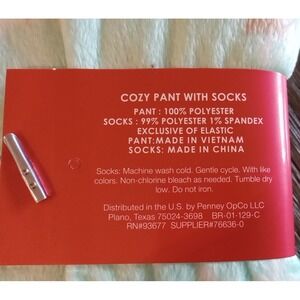 COZY PANT WITH SOCKS
PANT : 100% POLYESTER
SOCKS : 99% POLYESTER 1% SPANDEX
EXCLUSIVE OF ELASTIC
PANT:MADE IN VIETNAM
SOCKS: MADE IN CHINA
Socks: Machine wash cold. Gentle cycle. With like
colors. Non-chlorine bleach as needed. Tumble dry
low. Do not iron.
Distributed in the U.S. by Penney OpCo LLC
Plano, Texas 75024-3698 BR-01-129-C
RN#93677 SUPPLIER#76636-0